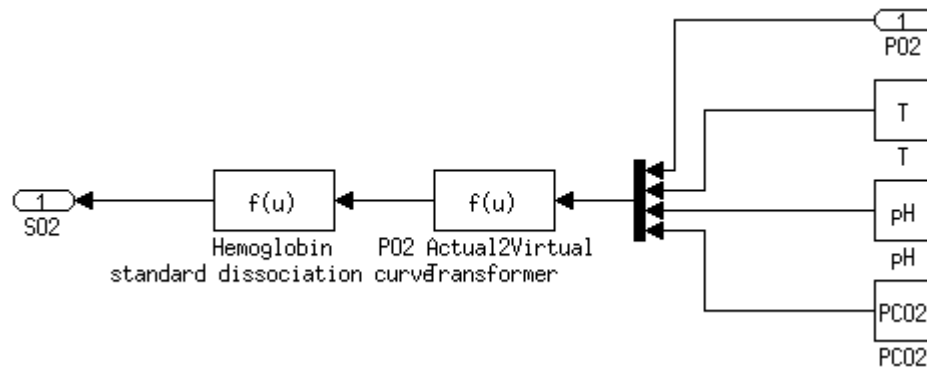 1
PO2
T
T
f(u)
f(u)
1
SO2
pH
Hemoglobin
standard dissociation curve
PO2 Actual2Virtual
Transformer
pH
PCO2
PCO2